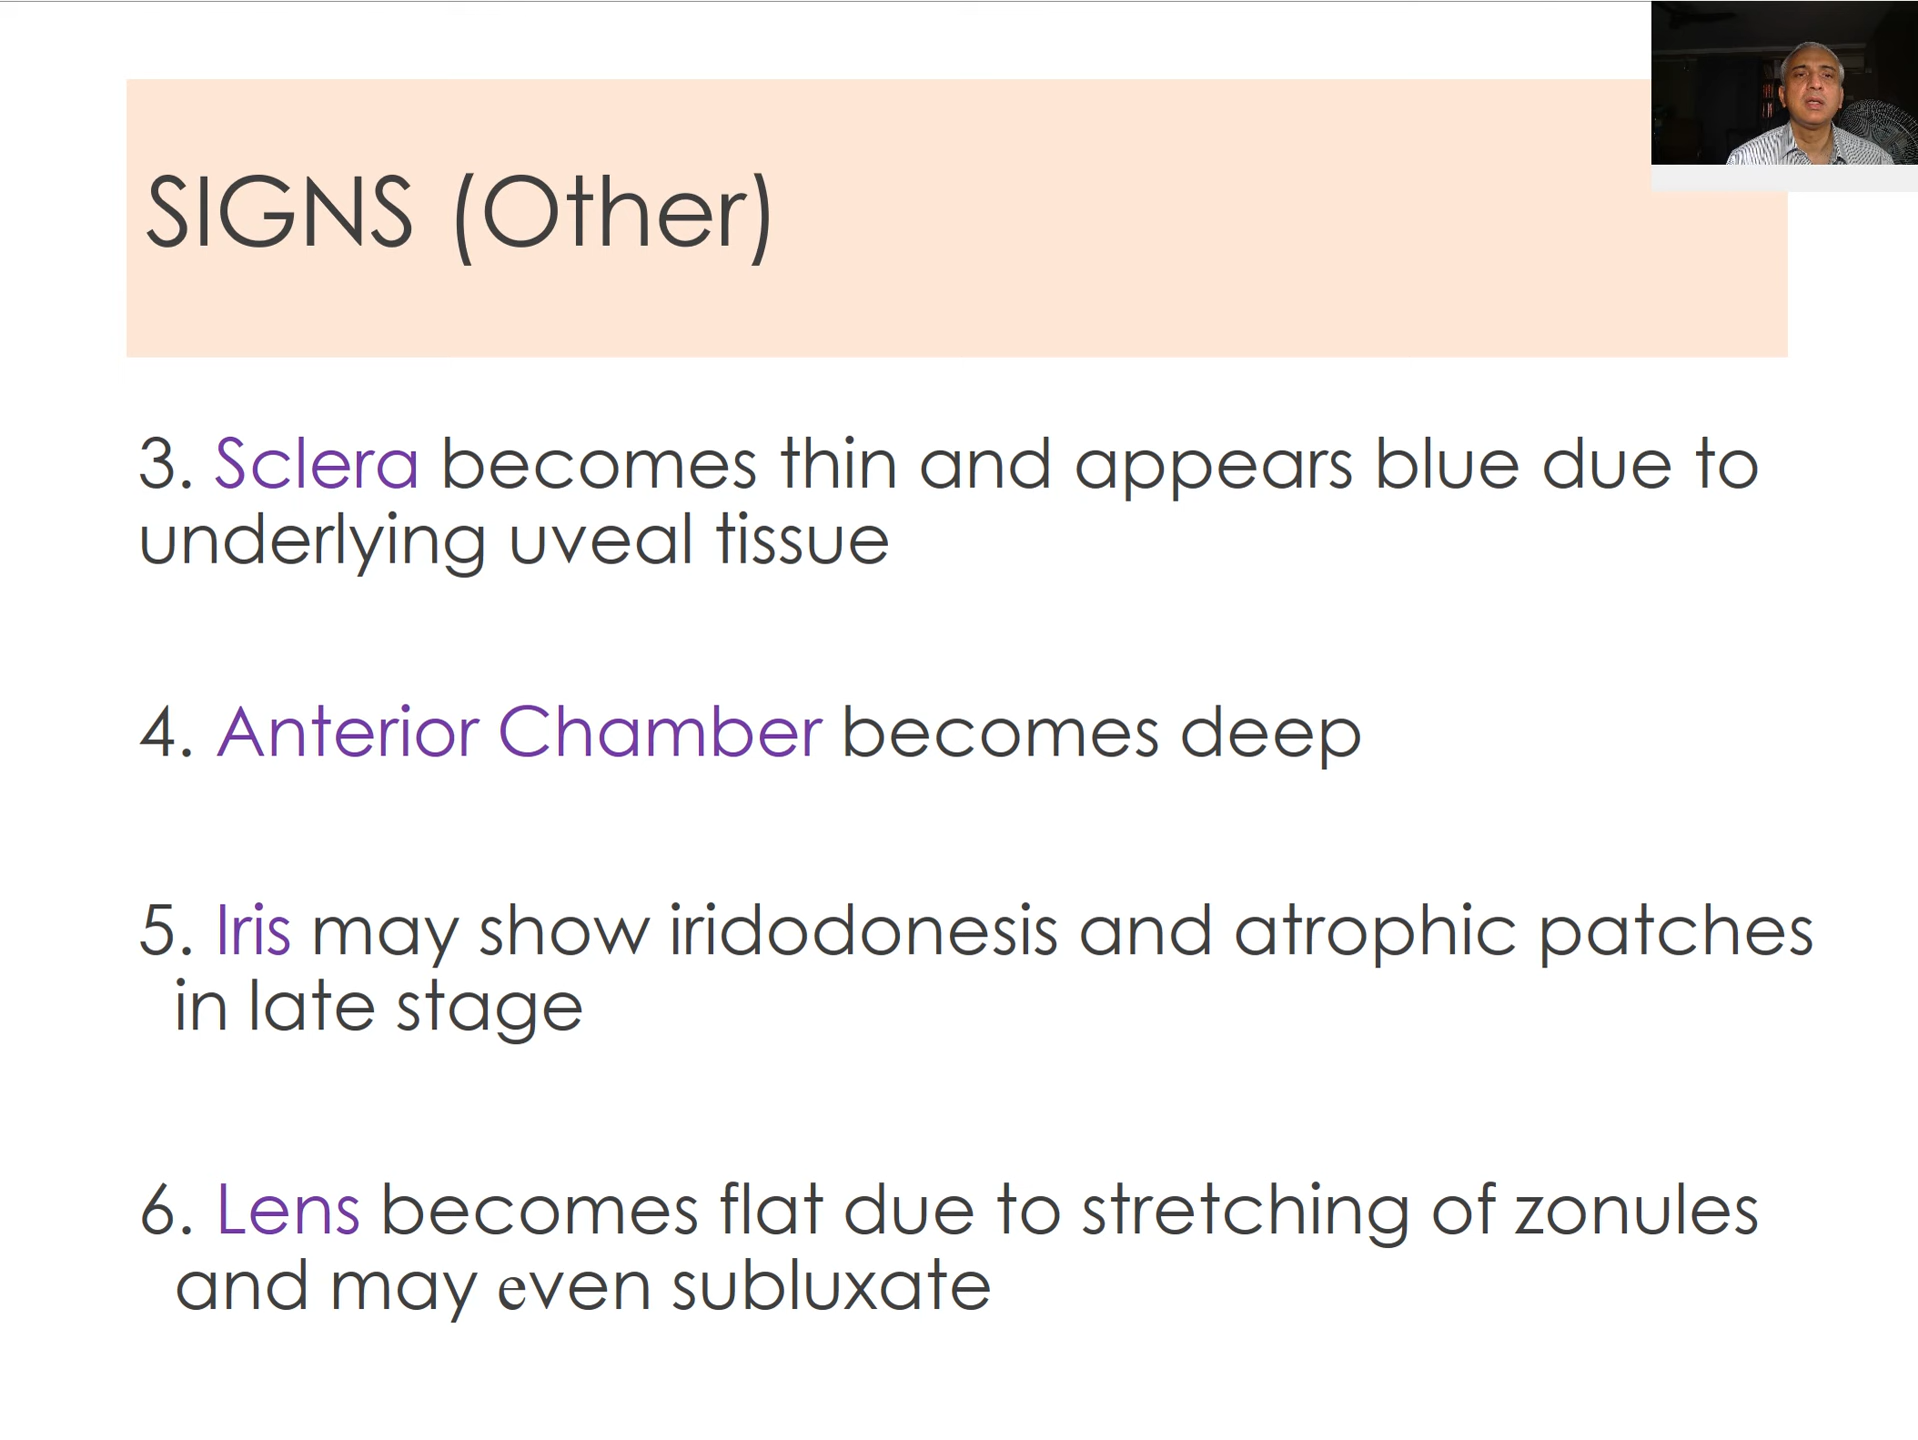 SIGNS (Other)
3. Sclera becomes thin and appears blue due to
underlying uveal tissue
4. Anterior Chamber becomes deep
5. Iris may show iridodonesis and atrophic patches
in late stage
6. Lens becomes flat due to stretching of zonules
and may even subluxate